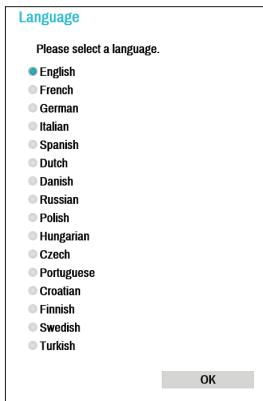 Language
Please select a language.
English
French
German
Italian
Spanish
Dutch
Danish
Russian
Polish
Hungarian
Czech
Portuguese
Croatian
Finnish
Swedish
Turkish
OK